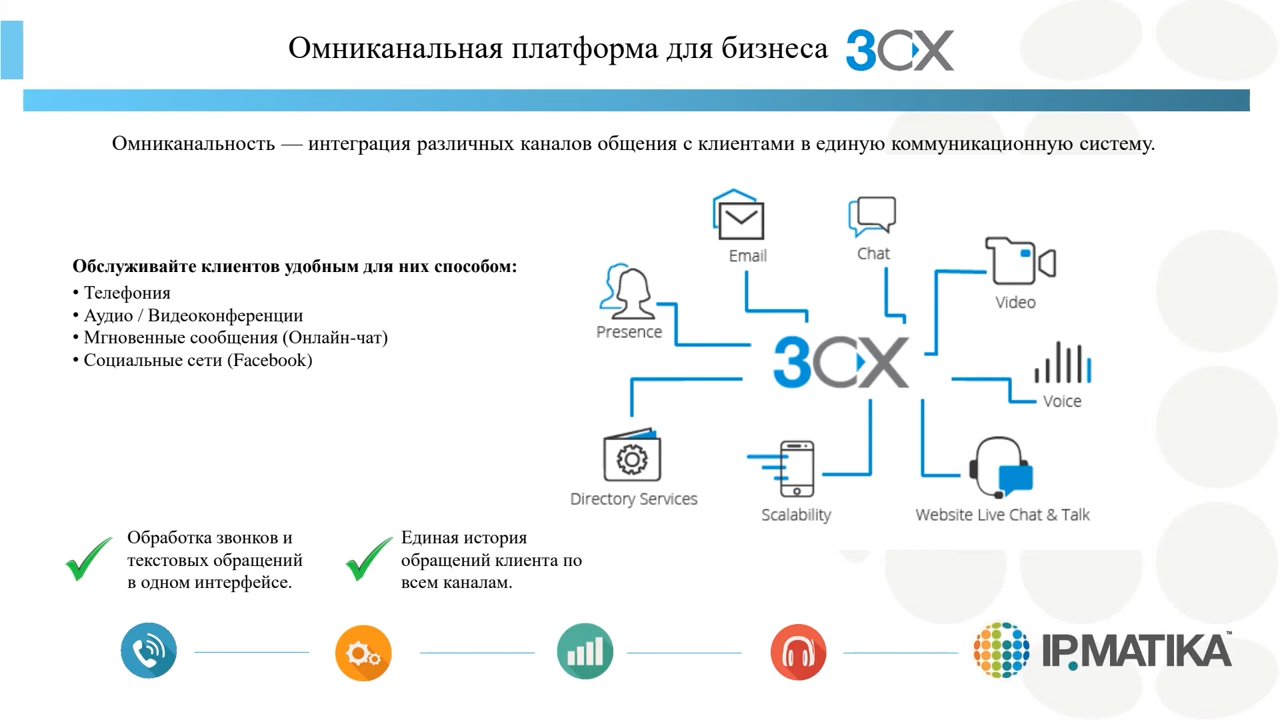 Омниканальная платформа для бизнеса 3CX
Омниканальность — интеграция различных каналов общения с клиентами в единую коммуникационную систему.
Обслуживайте клиентов удобным для них способом:
• Телефония
• Аудио / Видеоконференции
• Мгновенные сообщения (Онлайн-чат)
• Социальные сети (Facebook)
Email
Chat
Video
Presence
3CX
Voice
Directory Services
Scalability
Website Live Chat & Talk
Обработка звонков и
текстовых обращений
в одном интерфейсе.
Единая история
обращений клиента по
всем каналам.
IPMATIKA™